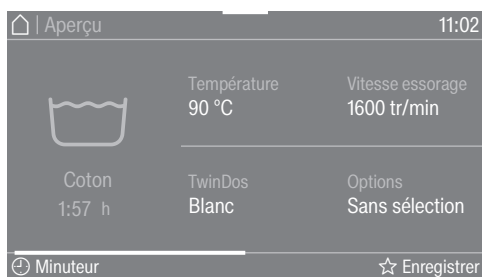 Aperçu 11:02
Température Vitesse essorage
90 °C 1600 tr/min
Coton TwinDos Options
1:57 h Blanc Sans sélection
Minuteur Enregistrer